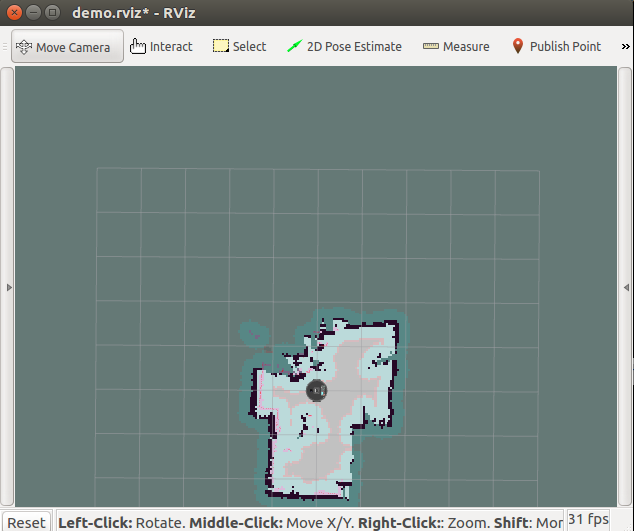 demo.rviz* - RViz
Move Camera Interact Select 2D Pose Estimate Measure Publish Point »
Reset Left-Click: Rotate. Middle-Click: Move X/Y. Right-Click:: Zoom. Shift: Mor 31 fps